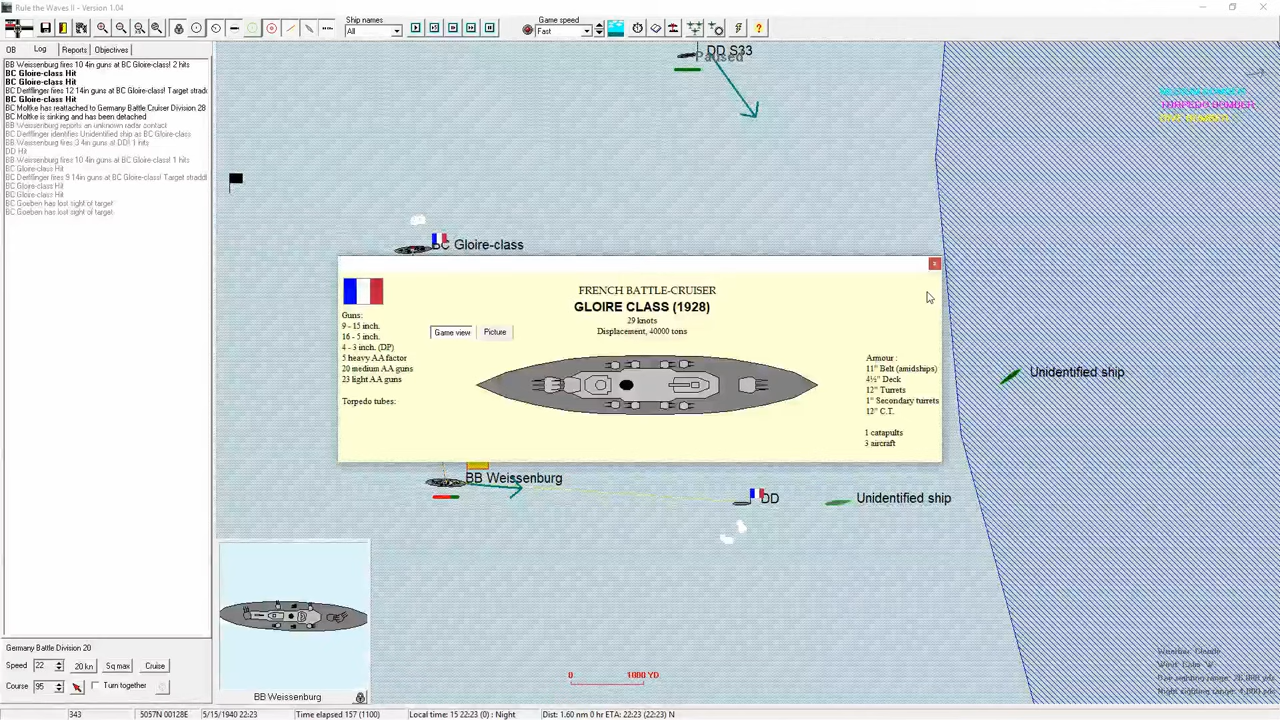 Rule the Waves II - Version 1.04
Ship names
All
Game speed
Fast
OB
Log
Reports
Objectives
BB Weissenburg fires 10 4in guns at BC Gloire-class! 2 hits
BC Gloire-class Hit
BC Gloire-class Hit
BC Derfflinger fires 12 14in guns at BC Gloire-class! Target stradd
BC Gloire-class Hit
BC Moltke has reattached to Germany Battle Cruiser Division 28
BC Moltke is sinking and has been detached
BB Weissenburg reports an unknown radar contact
BC Derfflinger identifies Unidentified ship as BC Gloire-class
BB Weissenburg fires 3 4in guns at DD! 1 hits
DD Hit
BB Weissenburg fires 10 4in guns at BC Gloire-class! 1 hits
BC Gloire-class Hit
BC Derfflinger fires 9 14in guns at BC Gloire-class! Target straddl
BC Gloire-class Hit
BC Gloire-class Hit
BC Goeben has lost sight of target
BC Goeben has lost sight of target
DD S33
Paused
TORPEDO BOMBER
BC Gloire-class
FRENCH BATTLE-CRUISER
GLOIRE CLASS (1928)
29 knots
Displacement, 40000 tons
Guns:
9 - 15 inch.
16 - 5 inch.
4 - 3 inch. (DP)
5 heavy AA factor
20 medium AA guns
23 light AA guns
Torpedo tubes:
Game view
Picture
Armour :
11" Belt (amidships)
4½" Deck
12" Turrets
1" Secondary turrets
12" C.T.
1 catapults
3 aircraft
Unidentified ship
BB Weissenburg
DD
Unidentified ship
Germany Battle Division 20
Speed
22
20 kn
Sq max
Cruise
Course
95
Turn together
BB Weissenburg
0
1000 YD
343
5057N 00128E
5/15/1940 22:23
Time elapsed 157 (1100)
Local time: 15 22:23 (0) : Night
Dist: 1.60 nm 0 hr ETA: 22:23 (22:23) N